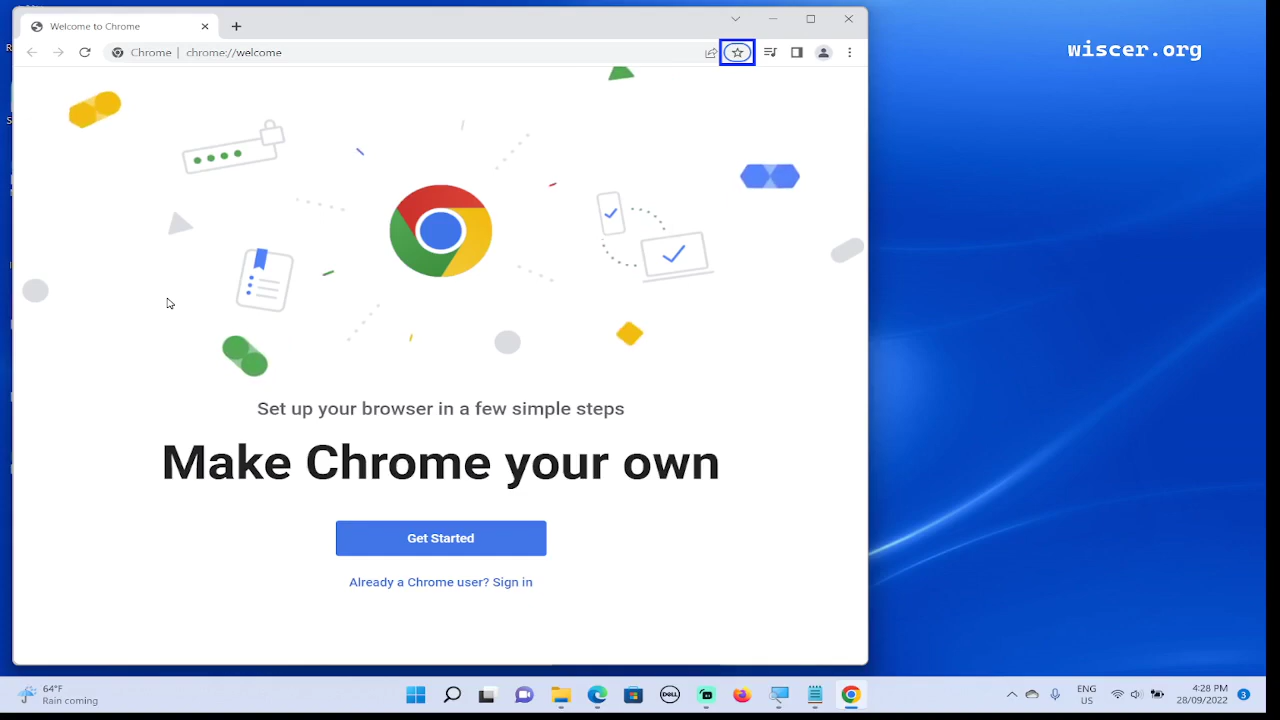 Welcome to Chrome
wiscer.org
Chrome | chrome://welcome
Set up your browser in a few simple steps
Make Chrome your own
Get Started
Already a Chrome user? Sign in
64°F
Rain coming
DELL
ENG
US
4:28 PM
28/09/2022
3